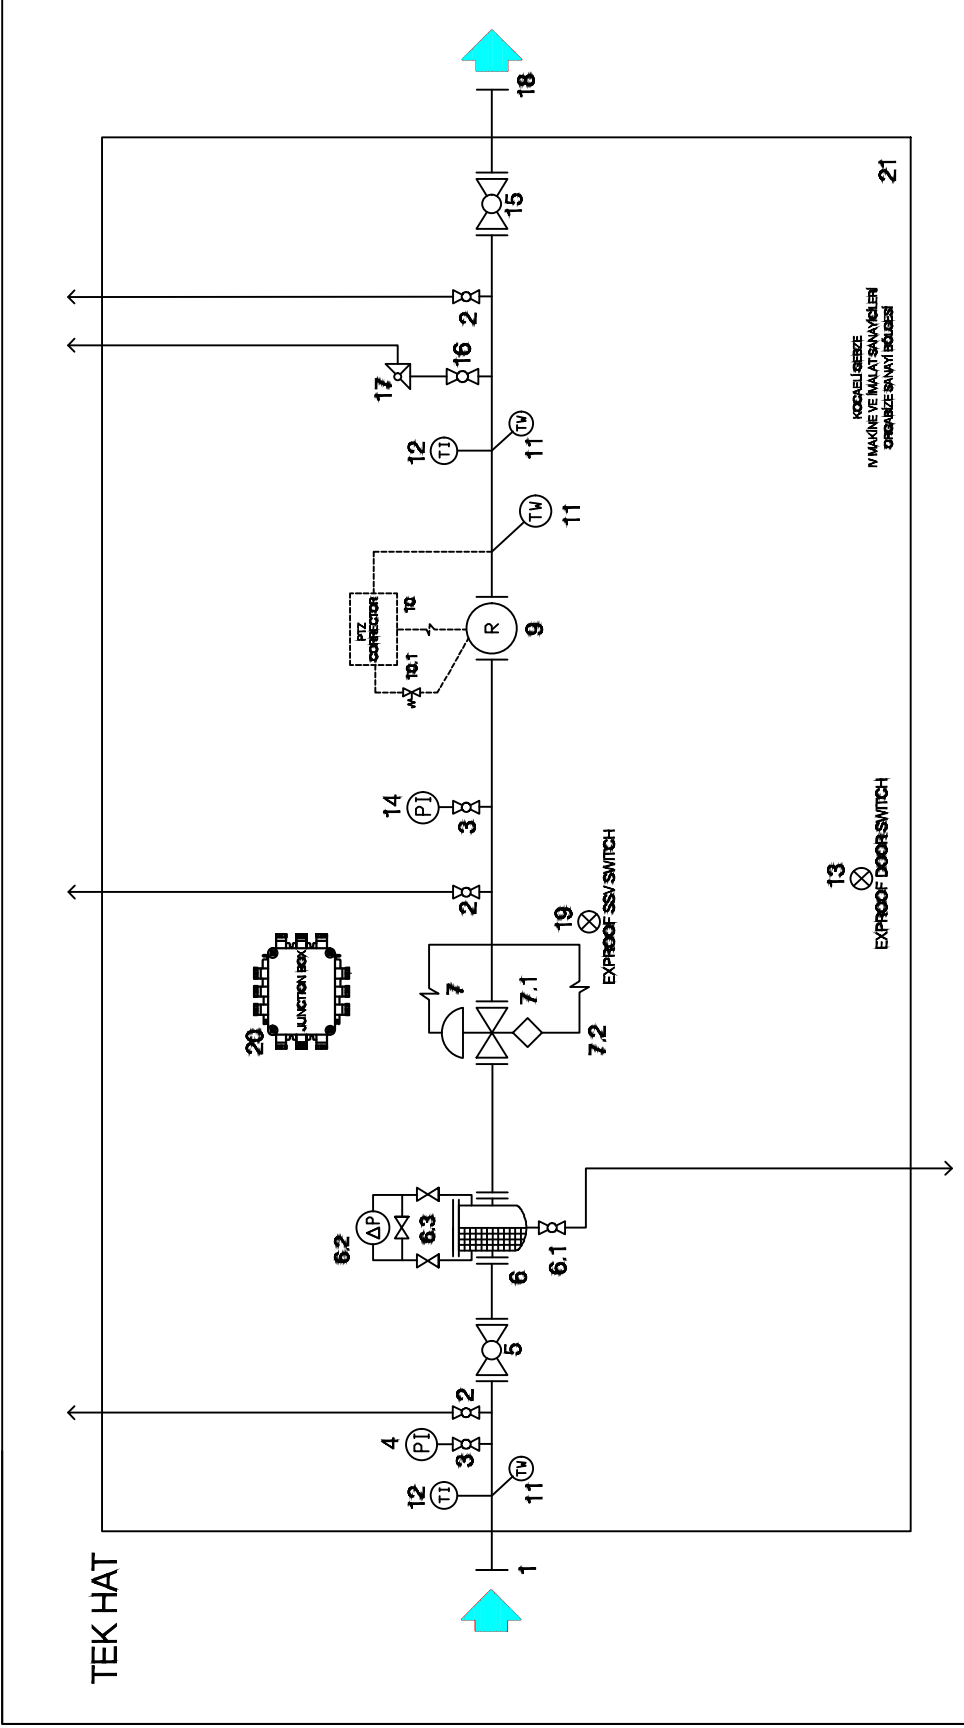 TEK HAT
1
12
TI
TW
11
4
PI
3
2
5
6.2
ΔP
6.3
6
6.1
20
JUNCTION BOX
7
7.1
7.2
19
EXPROOF SSV SWITCH
2
14
PI
3
13
EXPROOF DOOR SWITCH
PTZ
CORRECTOR
10.1
10
R
9
TW
11
12
TI
TW
11
17
16
2
15
18
KOCAELİ GEBZE
IV MAKİNE VE İMALAT SANAYİCİLERİ
ORGABİZE SANAYİ BÖLGESİ
21